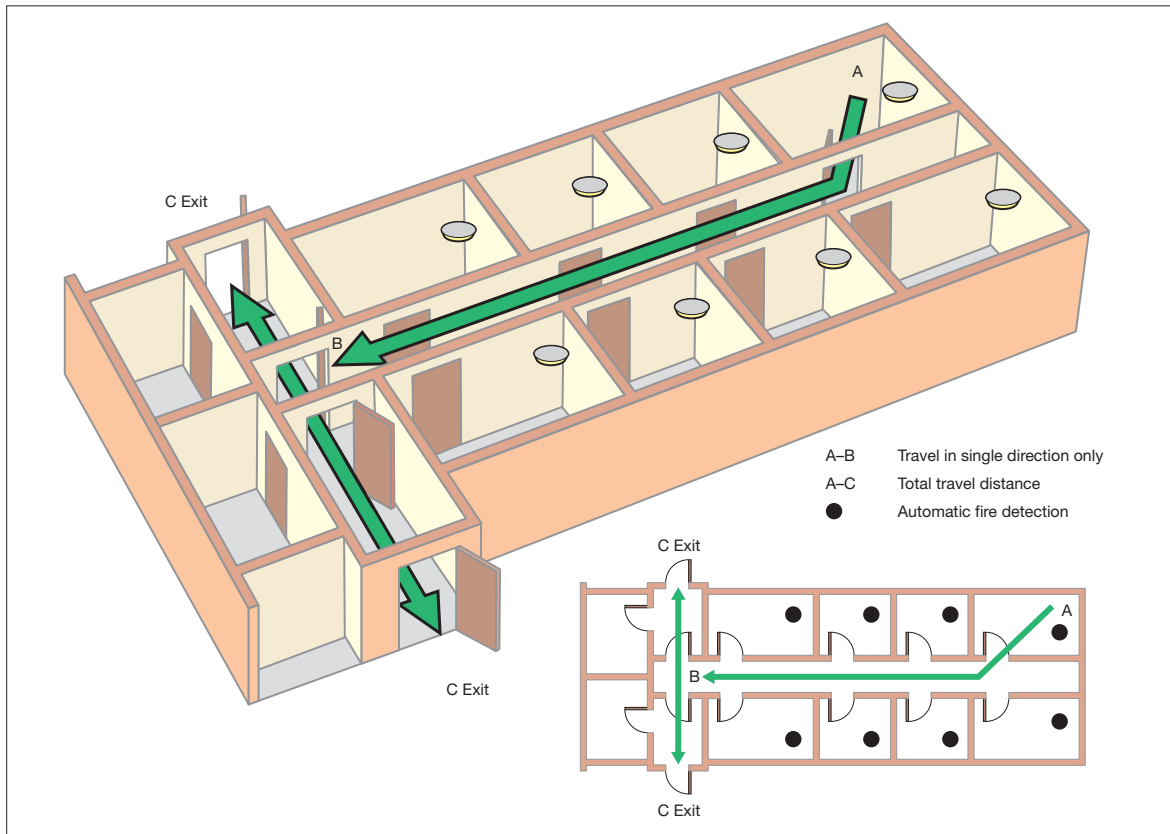 A
C Exit
B
A–B Travel in single direction only
A–C Total travel distance
Automatic fire detection
C Exit
C Exit
A
B
C Exit